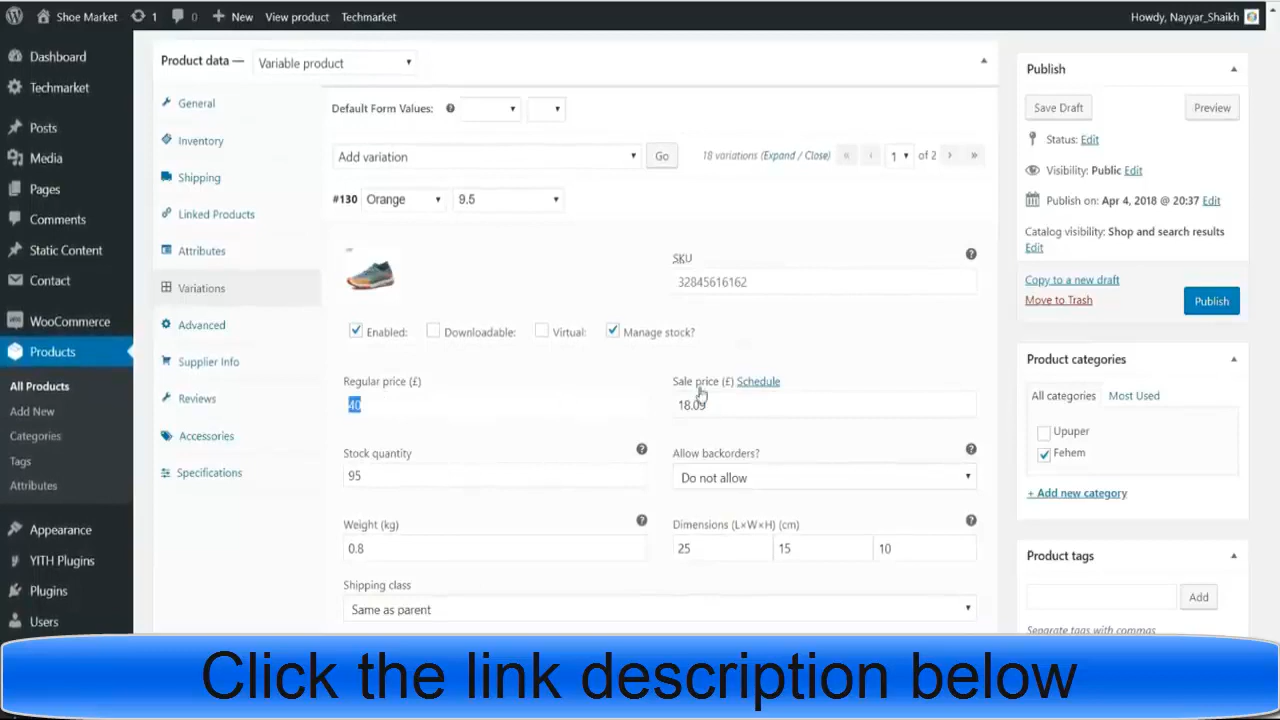 Shoe Market 1 0 New View product Techmarket Howdy, Nayyar_Shaikh
Dashboard
Techmarket
Posts
Media
Pages
Comments
Static Content
Contact
WooCommerce
Products
All Products
Add New
Categories
Tags
Attributes
Appearance
YITH Plugins
Plugins
Users
Product data — Variable product
General
Inventory
Shipping
Linked Products
Attributes
Variations
Advanced
Supplier Info
Reviews
Accessories
Specifications
Default Form Values:
Add variation Go 18 variations (Expand / Close) « ‹ 1 of 2 › »
#130 Orange 9.5
SKU
32845616162
Enabled: Downloadable: Virtual: Manage stock?
Regular price (£) Sale price (£) Schedule
40 18.09
Stock quantity Allow backorders?
95 Do not allow
Weight (kg) Dimensions (L×W×H) (cm)
0.8 25 15 10
Shipping class
Same as parent
Publish
Save Draft Preview
Status: Edit
Visibility: Public Edit
Publish on: Apr 4, 2018 @ 20:37 Edit
Catalog visibility: Shop and search results
Edit
Copy to a new draft
Move to Trash Publish
Product categories
All categories Most Used
Upuper
Fehem
+ Add new category
Product tags
Add
Separate tags with commas
Click the link description below